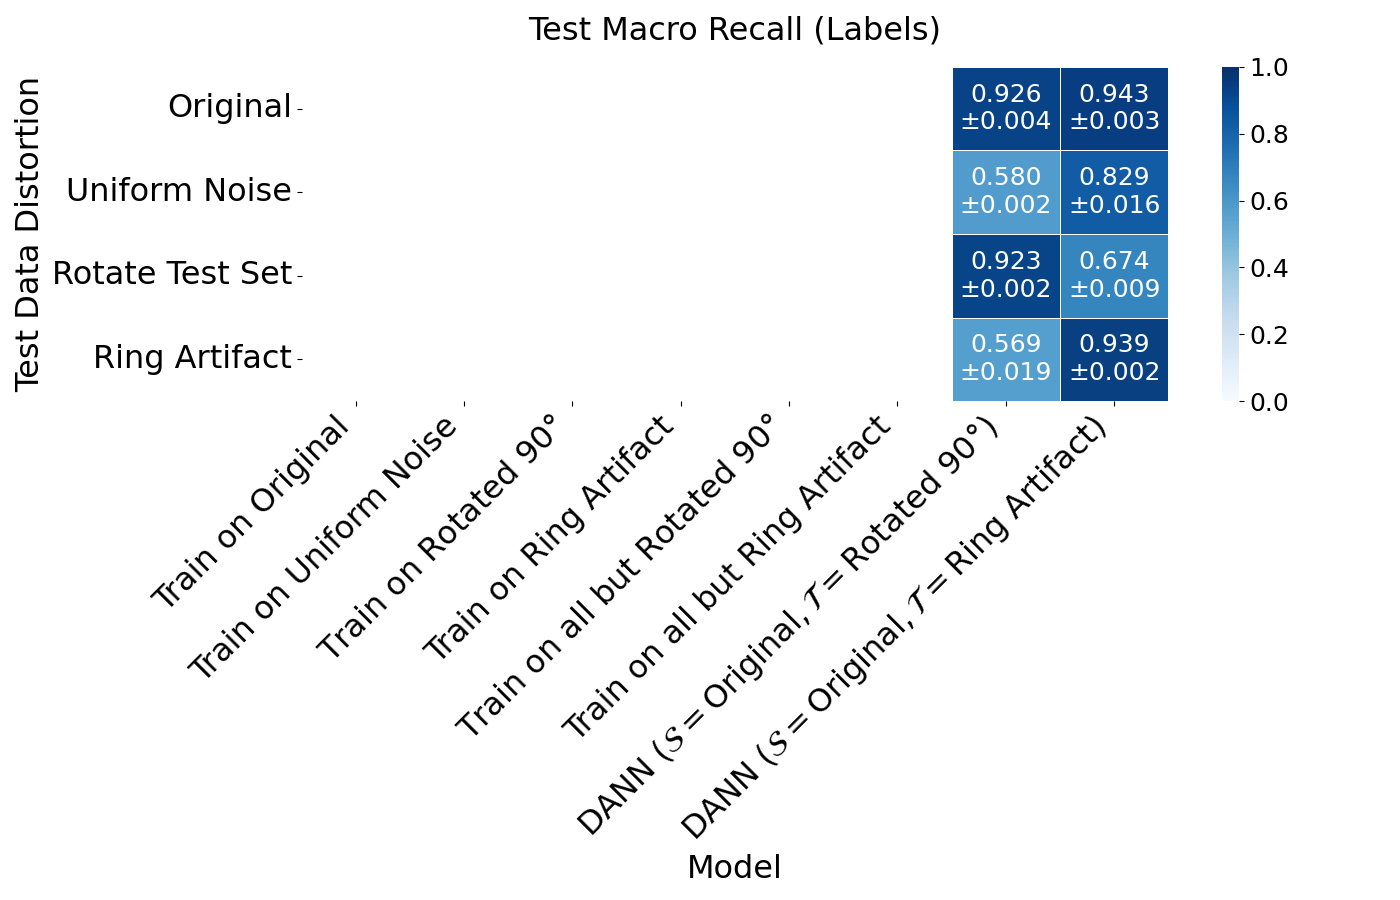 Test Macro Recall (Labels)
Test Data Distortion
Original
Uniform Noise
Rotate Test Set
Ring Artifact
0.926 0.943
±0.004 ±0.003
0.580 0.829
±0.002 ±0.016
0.923 0.674
±0.002 ±0.009
0.569 0.939
±0.019 ±0.002
1.0
0.8
0.6
0.4
0.2
0.0
Train on Original
Train on Uniform Noise
Train on Rotated 90°
Train on Ring Artifact
Train on all but Rotated 90°
Train on all but Ring Artifact
DANN (𝒮 = Original, 𝒯 = Rotated 90°)
DANN (𝒮 = Original, 𝒯 = Ring Artifact)
Model